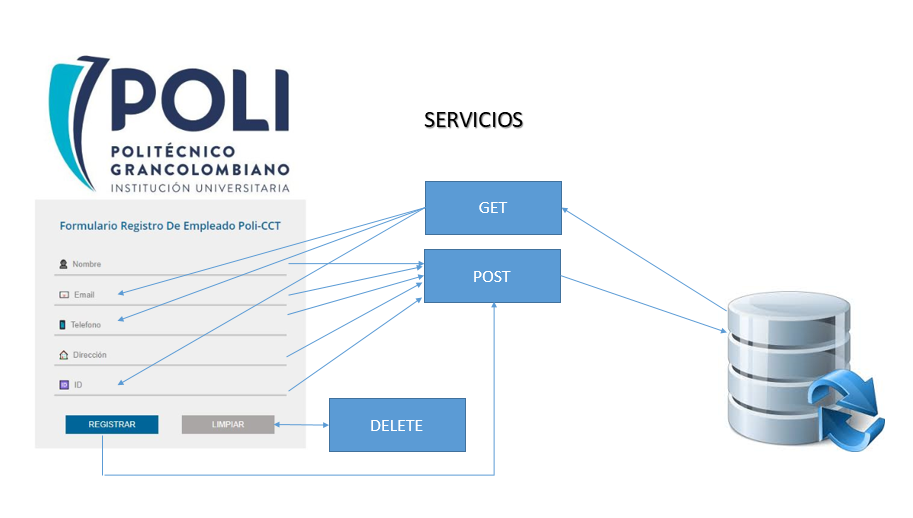 POLI
POLITÉCNICO
GRANCOLOMBIANO
INSTITUCIÓN UNIVERSITARIA
SERVICIOS
Formulario Registro De Empleado Poli-CCT
Nombre
Email
Telefono
Dirección
ID ID
REGISTRAR
LIMPIAR
GET
POST
DELETE